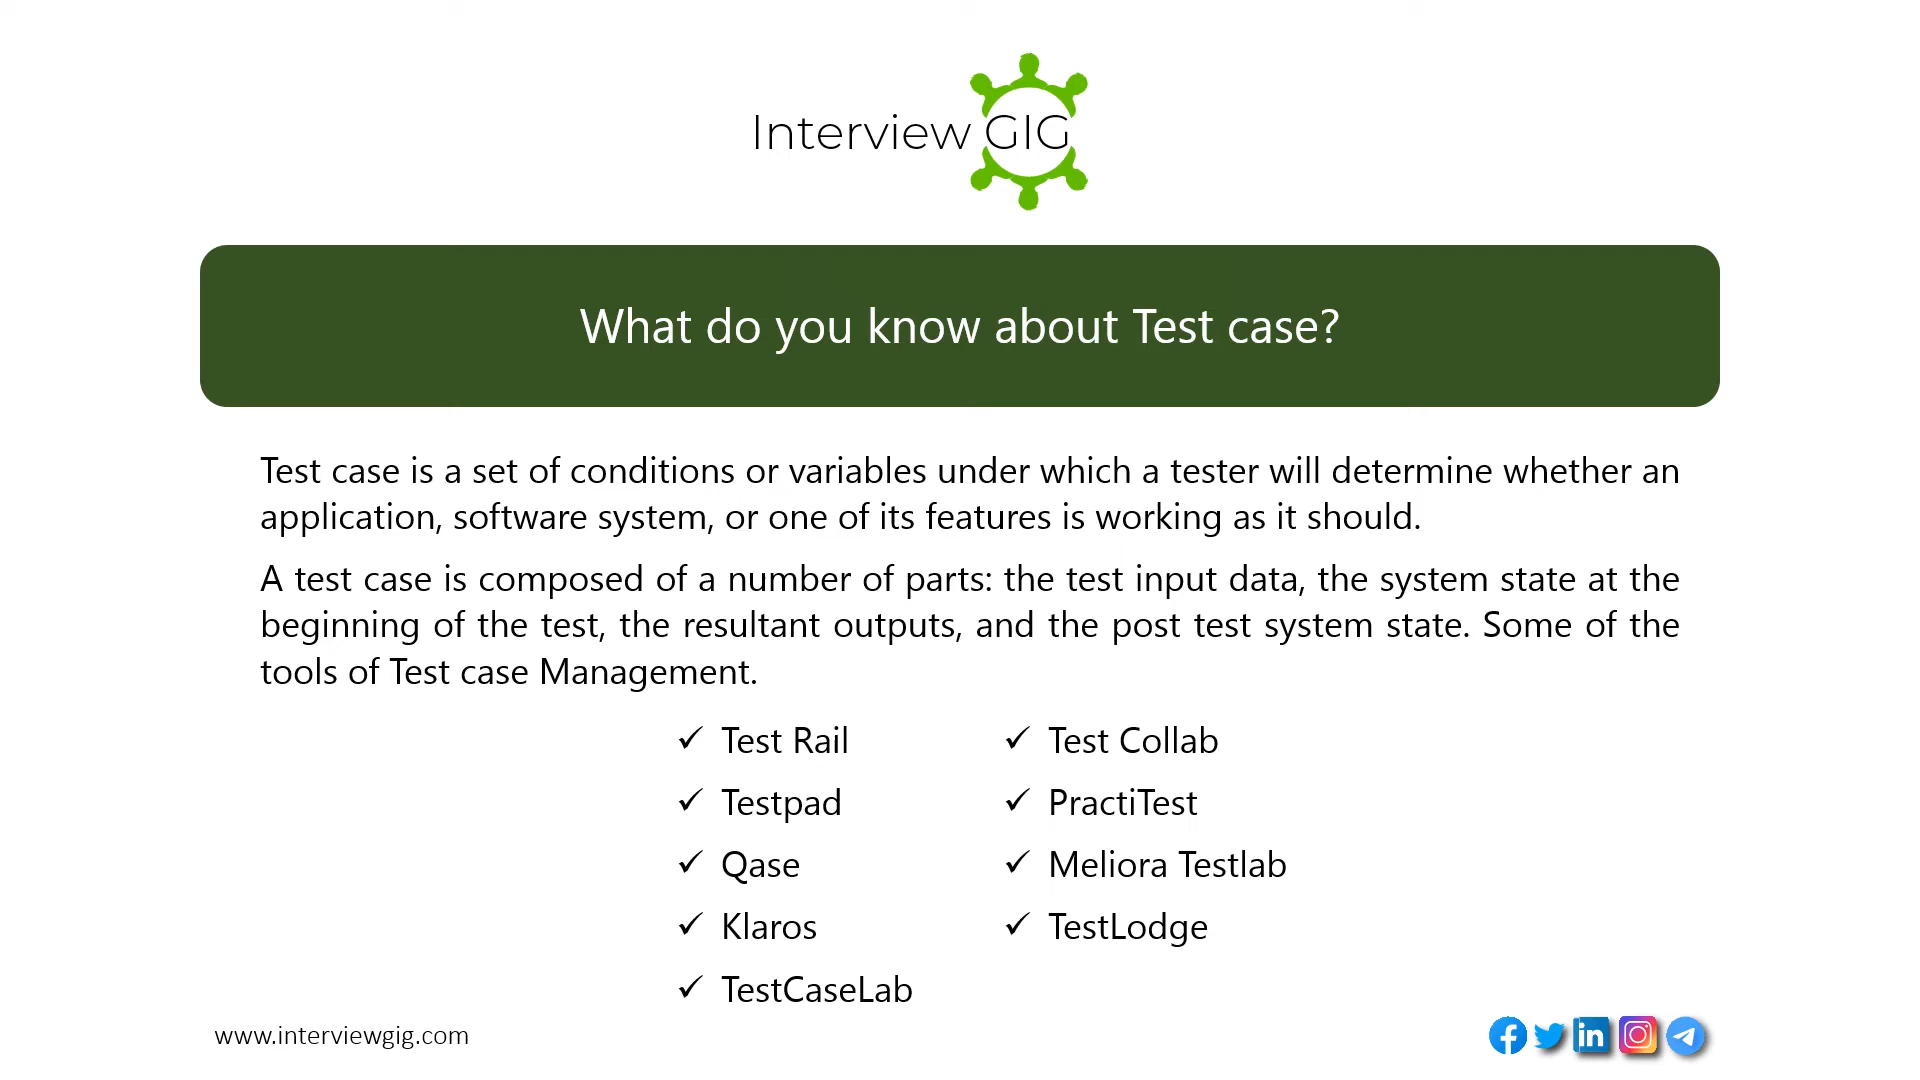 Interview GIG
What do you know about Test case?
Test case is a set of conditions or variables under which a tester will determine whether an
application, software system, or one of its features is working as it should.
A test case is composed of a number of parts: the test input data, the system state at the
beginning of the test, the resultant outputs, and the post test system state. Some of the
tools of Test case Management.
✓ Test Rail
✓ Testpad
✓ Qase
✓ Klaros
✓ TestCaseLab
✓ Test Collab
✓ PractiTest
✓ Meliora Testlab
✓ TestLodge
www.interviewgig.com